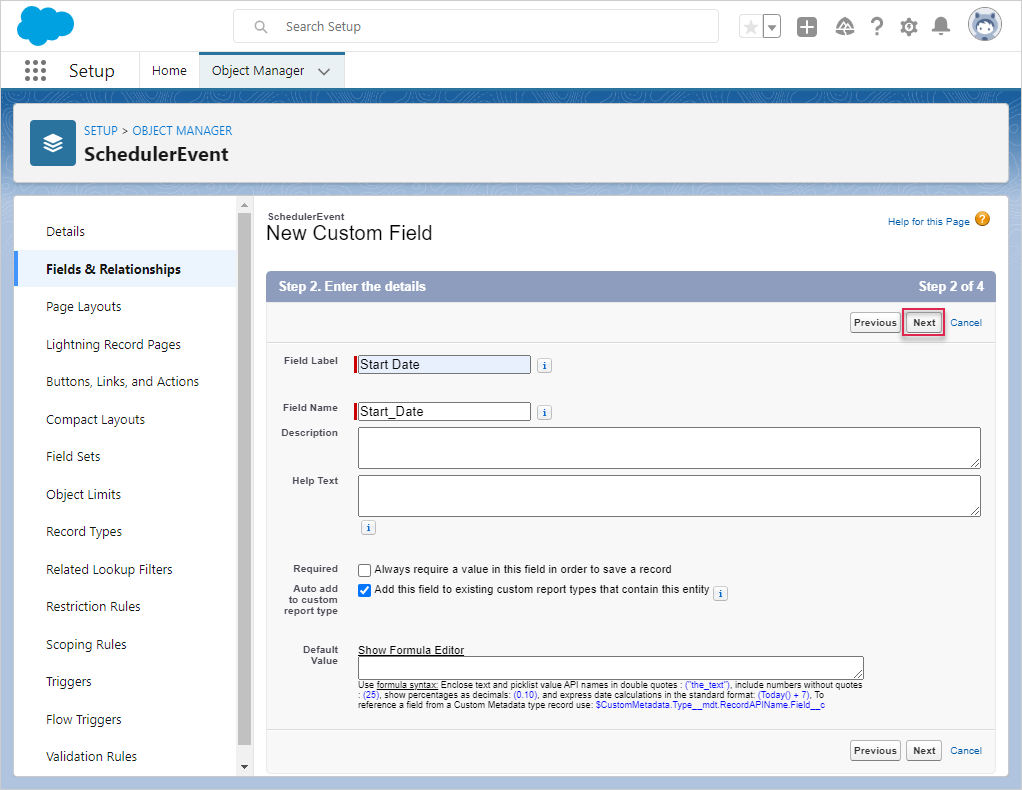 Search Setup
Setup
Home
Object Manager
SETUP > OBJECT MANAGER
SchedulerEvent
Details
Fields & Relationships
Page Layouts
Lightning Record Pages
Buttons, Links, and Actions
Compact Layouts
Field Sets
Object Limits
Record Types
Related Lookup Filters
Restriction Rules
Scoping Rules
Triggers
Flow Triggers
Validation Rules
SchedulerEvent
New Custom Field
Help for this Page ?
Step 2. Enter the details
Step 2 of 4
Previous
Next
Cancel
Field Label
Start Date
i
Field Name
Start_Date
i
Description
Help Text
i
Required
Always require a value in this field in order to save a record
Auto add
to custom
report type
Add this field to existing custom report types that contain this entity
i
Default
Value
Show Formula Editor
Use formula syntax: Enclose text and picklist value API names in double quotes : ("the_text"), include numbers without quotes
: (25), show percentages as decimals: (0.10), and express date calculations in the standard format: (Today() + 7). To
reference a field from a Custom Metadata type record use: $CustomMetadata.Type__mdt.RecordAPIName.Field__c
Previous
Next
Cancel